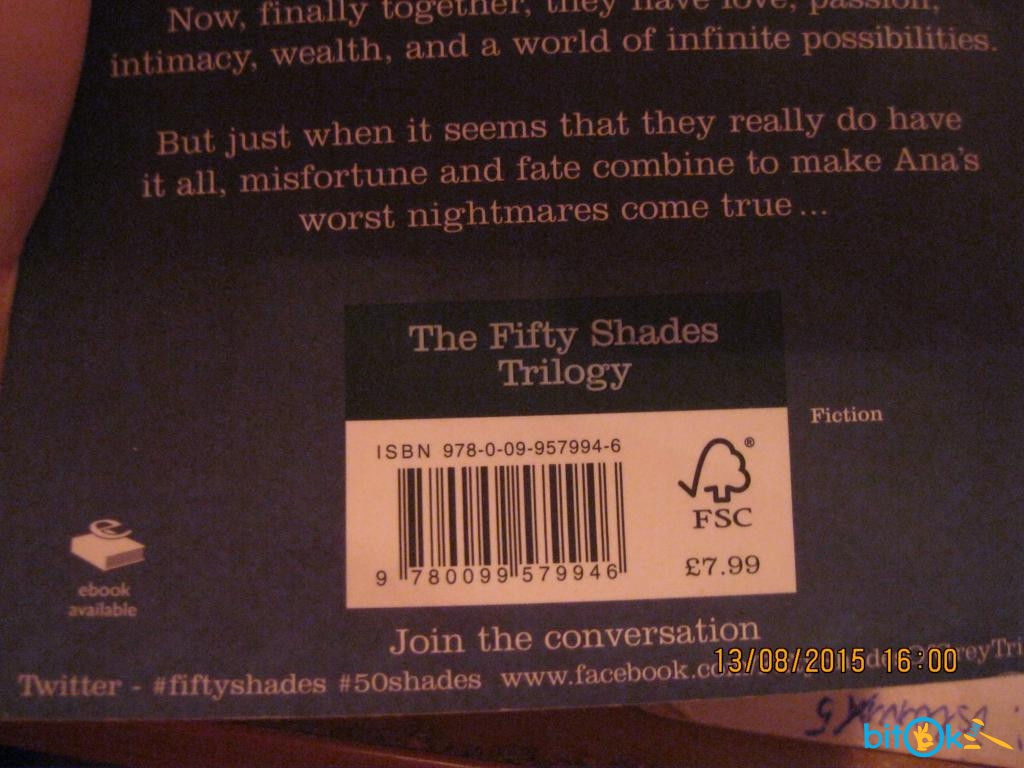 Now, finally together, they have love, passion,
intimacy, wealth, and a world of infinite possibilities.
But just when it seems that they really do have
it all, misfortune and fate combine to make Ana's
worst nightmares come true...
The Fifty Shades
Trilogy
Fiction
ISBN 978-0-09-957994-6
FSC
9 780099 579946
£7.99
e
ebook
available
Join the conversation
Twitter - #fiftyshades #50shades www.facebook.co
13/08/2015 16:00
bitOk